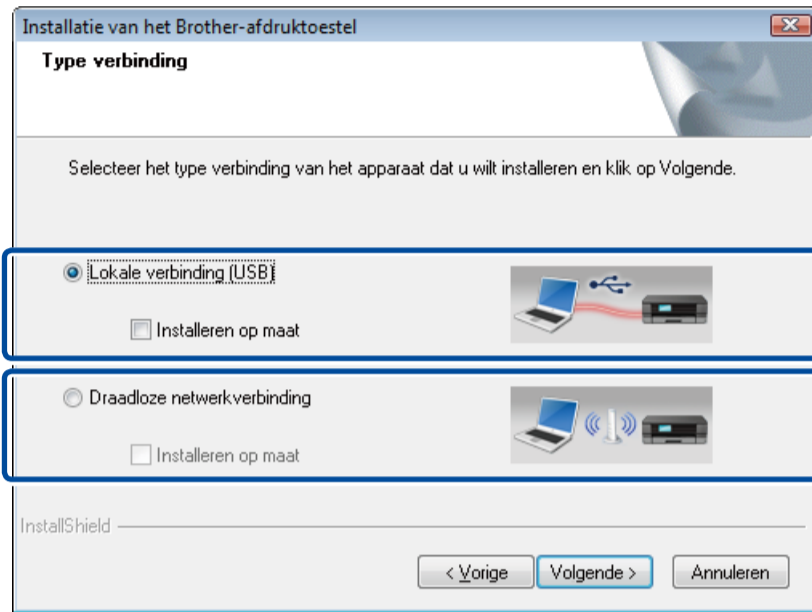 Installatie van het Brother-afdruktoestel
Type verbinding
Selecteer het type verbinding van het apparaat dat u wilt installeren en klik op Volgende.
Lokale verbinding (USB)
Installeren op maat
Draadloze netwerkverbinding
Installeren op maat
InstallShield
< Vorige Volgende > Annuleren